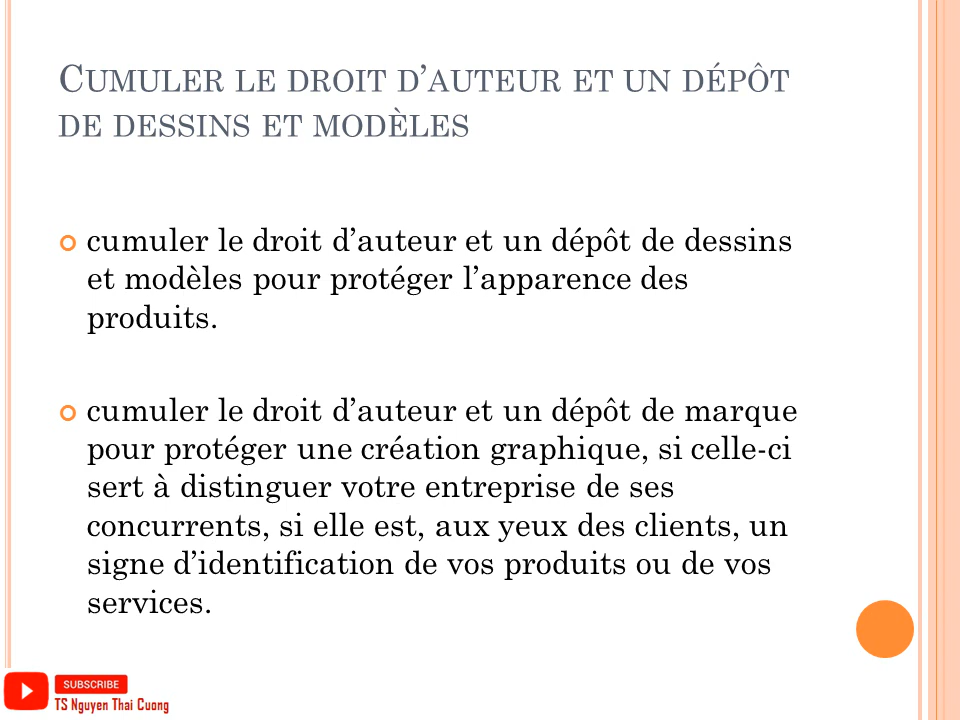 CUMULER LE DROIT D’AUTEUR ET UN DÉPÔT
DE DESSINS ET MODÈLES
cumuler le droit d’auteur et un dépôt de dessins
et modèles pour protéger l’apparence des
produits.
cumuler le droit d’auteur et un dépôt de marque
pour protéger une création graphique, si celle-ci
sert à distinguer votre entreprise de ses
concurrents, si elle est, aux yeux des clients, un
signe d’identification de vos produits ou de vos
services.
SUBSCRIBE
TS Nguyen Thai Cuong